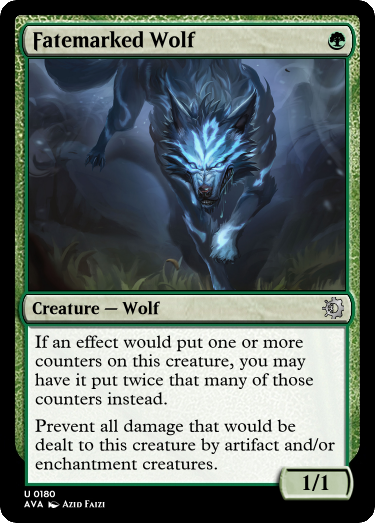 Fatemarked Wolf
Creature — Wolf
If an effect would put one or more
counters on this creature, you may
have it put twice that many of those
counters instead.
Prevent all damage that would be
dealt to this creature by artifact and/or
enchantment creatures.
1/1
U 0180
AVA Azid Faizi